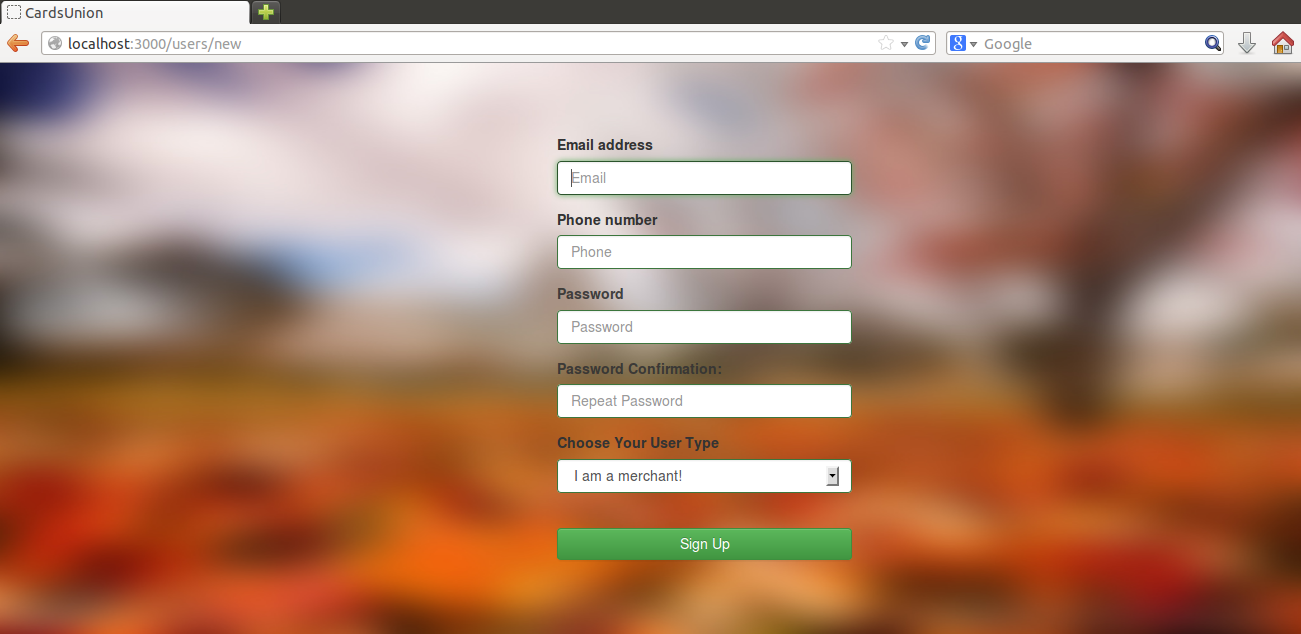 CardsUnion
localhost:3000/users/new
Google
Email address
Email
Phone number
Phone
Password
Password
Password Confirmation:
Repeat Password
Choose Your User Type
I am a merchant!
Sign Up